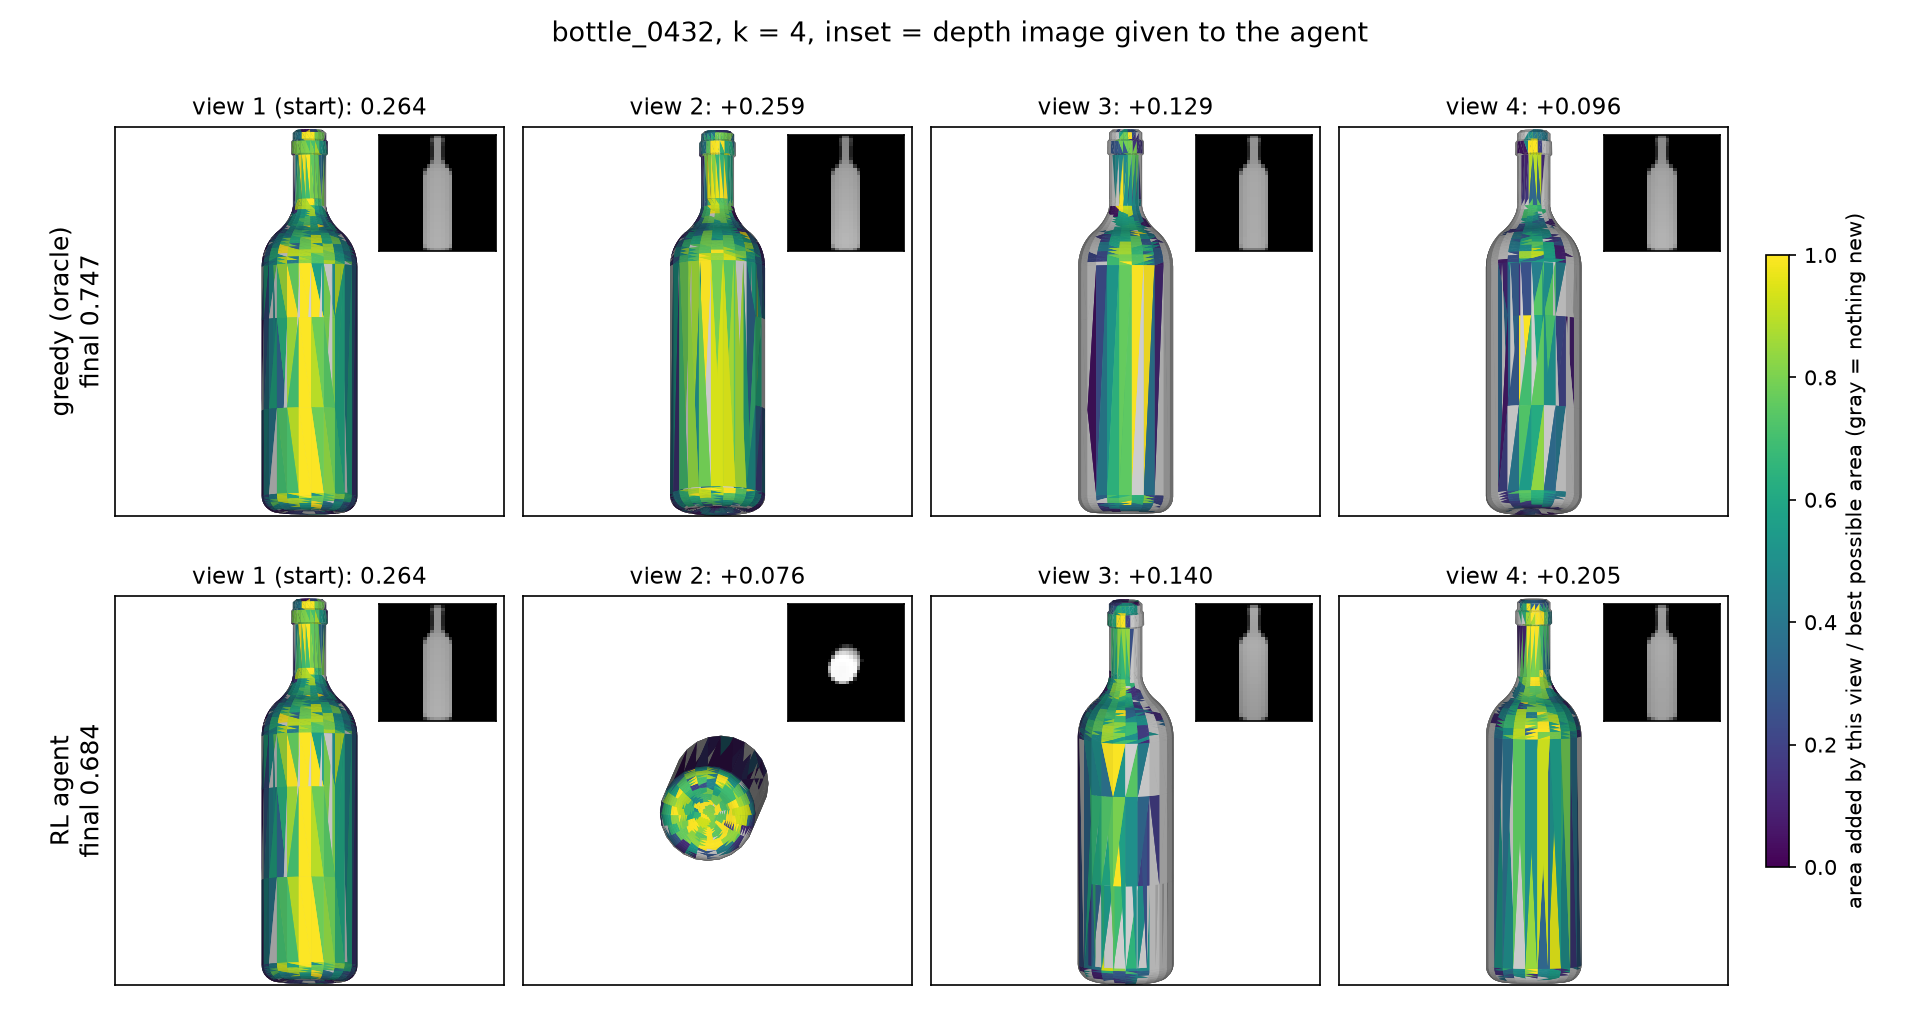 bottle_0432, k = 4, inset = depth image given to the agent
view 1 (start): 0.264
view 2: +0.259
view 3: +0.129
view 4: +0.096
greedy (oracle)
final 0.747
view 1 (start): 0.264
view 2: +0.076
view 3: +0.140
view 4: +0.205
RL agent
final 0.684
1.0
0.8
0.6
0.4
0.2
0.0
area added by this view / best possible area (gray = nothing new)